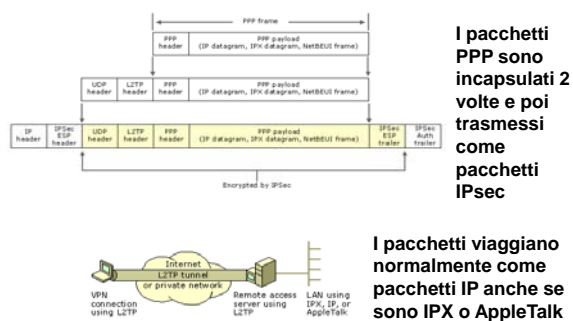 PPP frame
PPP header
PPP payload
(IP datagram, IPX datagram, NetBEUI frame)
UDP header
L2TP header
PPP header
PPP payload
(IP datagram, IPX datagram, NetBEUI frame)
IP header
IPSec ESP header
UDP header
L2TP header
PPP header
PPP payload
(IP datagram, IPX datagram, NetBEUI frame)
IPSec ESP trailer
IPSec Auth trailer
Encrypted by IPSec
I pacchetti
PPP sono
incapsulati 2
volte e poi
trasmessi
come
pacchetti
IPsec
Internet
L2TP tunnel
or private network
VPN
connection
using L2TP
Remote access
server using
L2TP
LAN using
IPX, IP, or
AppleTalk
I pacchetti viaggiano
normalmente come
pacchetti IP anche se
sono IPX o AppleTalk